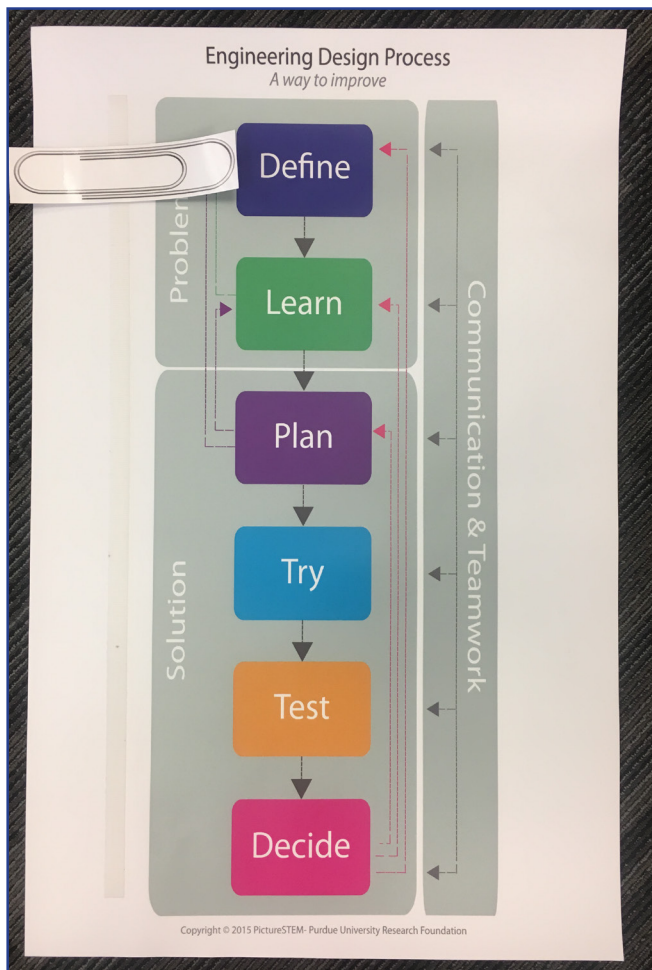 Engineering Design Process
A way to improve
Define
Learn
Plan
Try
Test
Decide
Solution
Communication & Teamwork
Copyright © 2015 PictureSTEM- Purdue University Research Foundation